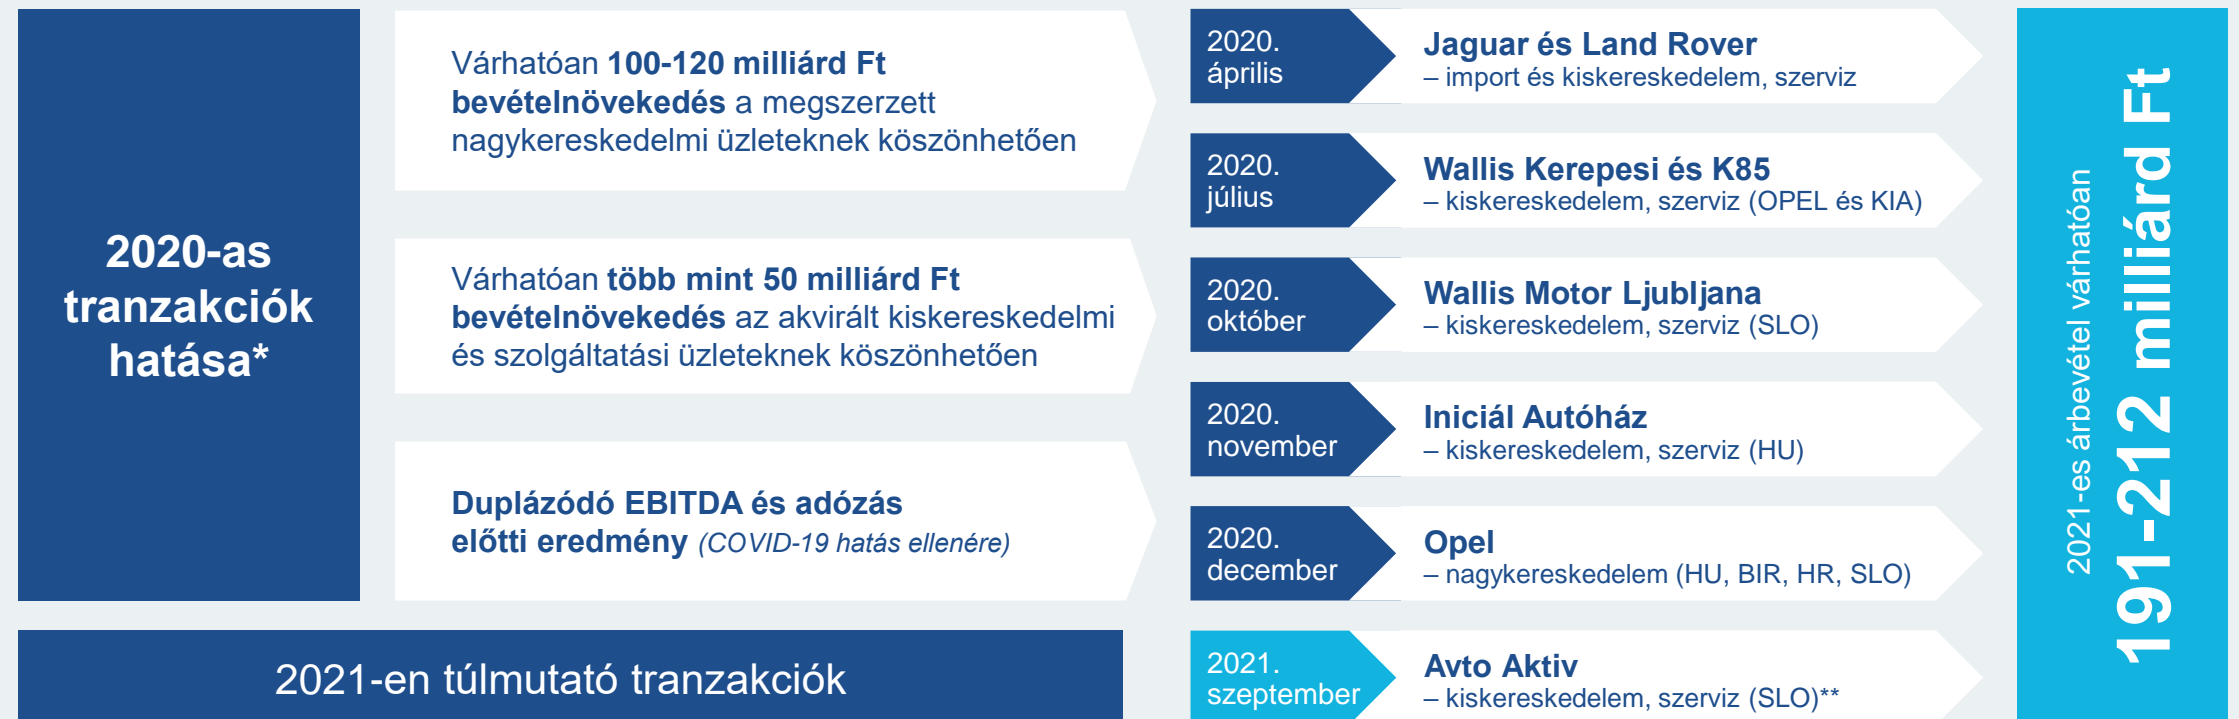 2020-as
tranzakciók
hatása*
Várhatóan 100-120 milliárd Ft
bevételnövekedés a megszerzett
nagykereskedelmi üzleteknek köszönhetően
Várhatóan több mint 50 milliárd Ft
bevételnövekedés az akvirált kiskereskedelmi
és szolgáltatási üzleteknek köszönhetően
Duplázódó EBITDA és adózás
előtti eredmény (COVID-19 hatás ellenére)
2021-en túlmutató tranzakciók
2020.
április
Jaguar és Land Rover
– import és kiskereskedelem, szerviz
2020.
július
Wallis Kerepesi és K85
– kiskereskedelem, szerviz (OPEL és KIA)
2020.
október
Wallis Motor Ljubljana
– kiskereskedelem, szerviz (SLO)
2020.
november
Iniciál Autóház
– kiskereskedelem, szerviz (HU)
2020.
december
Opel
– nagykereskedelem (HU, BIR, HR, SLO)
2021.
szeptember
Avto Aktiv
– kiskereskedelem, szerviz (SLO)**
2021-es árbevétel várhatóan
191-212 milliárd Ft